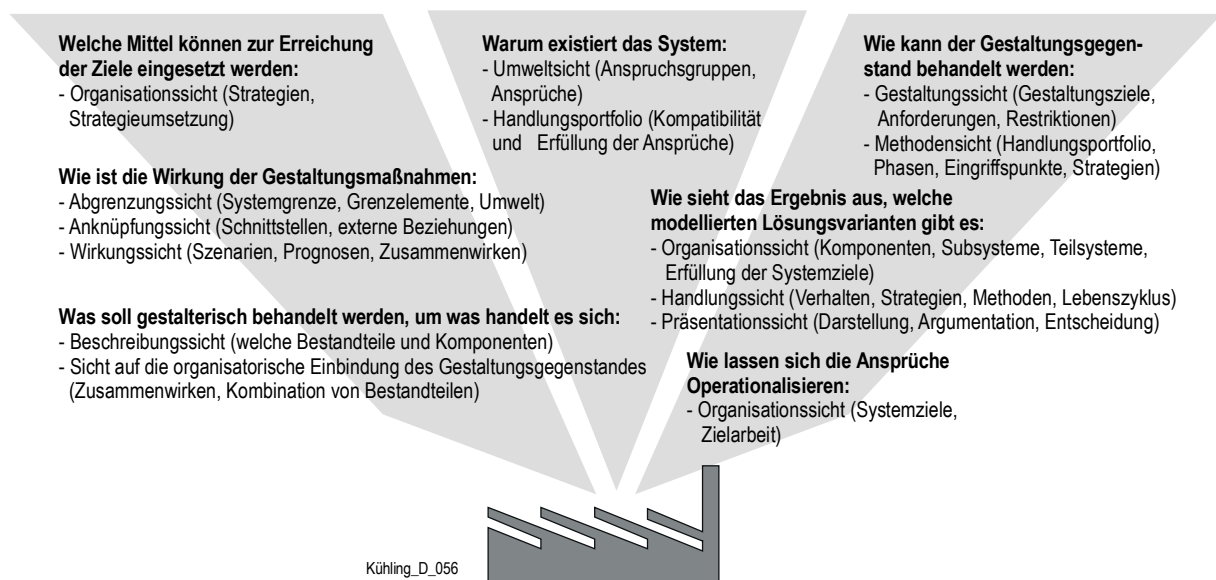 Welche Mittel können zur Erreichung
der Ziele eingesetzt werden:
- Organisationssicht (Strategien,
Strategieumsetzung)
Warum existiert das System:
- Umweltsicht (Anspruchsgruppen,
Ansprüche)
- Handlungsportfolio (Kompatibilität
und Erfüllung der Ansprüche)
Wie kann der Gestaltungsgegen-
stand behandelt werden:
- Gestaltungssicht (Gestaltungsziele,
Anforderungen, Restriktionen)
- Methodensicht (Handlungsportfolio,
Phasen, Eingriffspunkte, Strategien)
Wie ist die Wirkung der Gestaltungsmaßnahmen:
- Abgrenzungssicht (Systemgrenze, Grenzelemente, Umwelt)
- Anknüpfungssicht (Schnittstellen, externe Beziehungen)
- Wirkungssicht (Szenarien, Prognosen, Zusammenwirken)
Wie sieht das Ergebnis aus, welche
modellierten Lösungsvarianten gibt es:
- Organisationssicht (Komponenten, Subsysteme, Teilsysteme,
Erfüllung der Systemziele)
- Handlungssicht (Verhalten, Strategien, Methoden, Lebenszyklus)
- Präsentationssicht (Darstellung, Argumentation, Entscheidung)
Was soll gestalterisch behandelt werden, um was handelt es sich:
- Beschreibungssicht (welche Bestandteile und Komponenten)
- Sicht auf die organisatorische Einbindung des Gestaltungsgegenstandes
(Zusammenwirken, Kombination von Bestandteilen)
Wie lassen sich die Ansprüche
Operationalisieren:
- Organisationssicht (Systemziele,
Zielarbeit)
Kühling_D_056